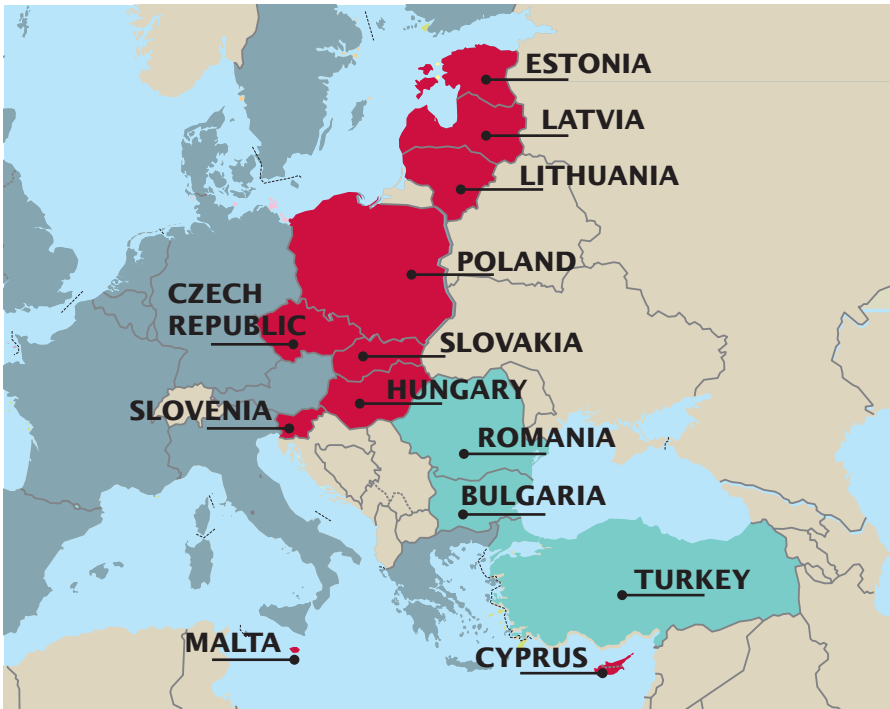 ESTONIA
LATVIA
LITHUANIA
POLAND
CZECH
REPUBLIC
SLOVAKIA
HUNGARY
SLOVENIA
ROMANIA
BULGARIA
TURKEY
MALTA
CYPRUS